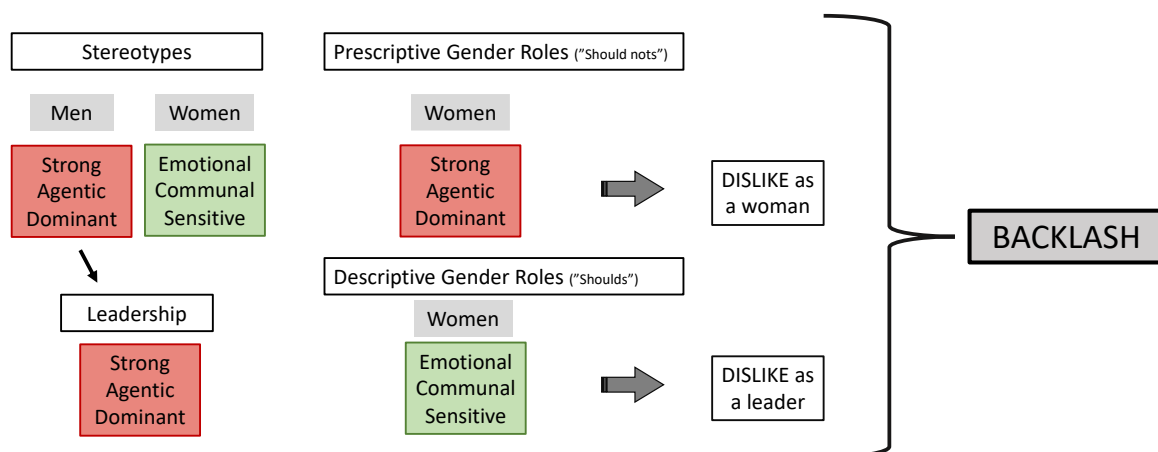 Stereotypes
Men
Women
Strong
Agentic
Dominant
Emotional
Communal
Sensitive
Leadership
Strong
Agentic
Dominant
Prescriptive Gender Roles (”Should nots”)
Women
Strong
Agentic
Dominant
DISLIKE as
a woman
Descriptive Gender Roles (“Shoulds”)
Women
Emotional
Communal
Sensitive
DISLIKE as
a leader
BACKLASH